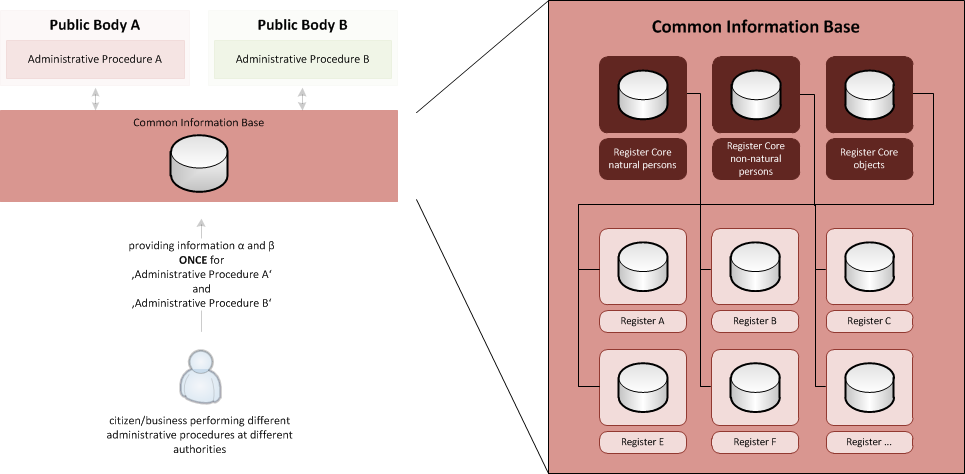 Public Body A
Administrative Procedure A
Public Body B
Administrative Procedure B
Common Information Base
providing information α and β
ONCE for
‚Administrative Procedure A‘
and
‚Administrative Procedure B‘
citizen/business performing different
administrative procedures at different
authorities
Common Information Base
Register Core
natural persons
Register Core
non-natural
persons
Register Core
objects
Register A
Register B
Register C
Register E
Register F
Register ...